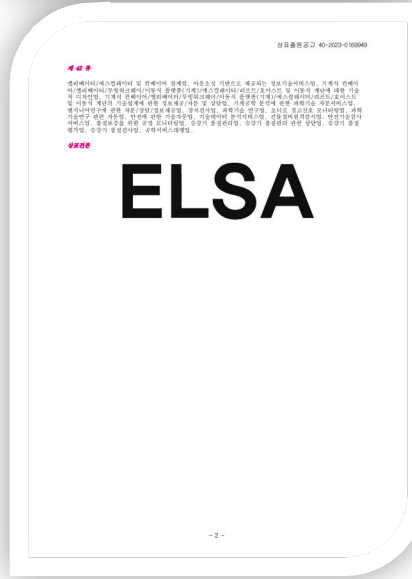 상표출원공고 40-2023-0169949
제 42 류
엘리베이터/에스컬레이터 및 컨베이어 설계업, 아웃소싱 기반으로 제공되는 정보기술서비스업, 기계식 컨베이
어/엘리베이터/무빙워크웨이/이동식 플랫폼(기계)/에스컬레이터/리프트/호이스트 및 이동식 계단에 대한 기술
적 디자인업, 기계식 컨베이어/엘리베이터/무빙워크웨이/이동식 플랫폼(기계)/에스컬레이터/리프트/호이스트
및 이동식 계단의 기술설계에 관한 정보제공/자문 및 상담업, 기계공학 분석에 관한 과학기술 자문서비스업,
엔지니어연구에 관한 자문/상담/정보제공업, 장치검사업, 과학기술 연구업, 오디오 경고신호 모니터링업, 과학
기술연구 관련 자문업, 안전에 관한 기술자문업, 기술데이터 분석서비스업, 건물설비원격감시업, 안전기술검사
서비스업, 품질보증을 위한 공정 모니터링업, 승강기 품질관리업, 승강기 품질관리 관련 상담업, 승강기 품질
평가업, 승강기 품질검사업, 공학서비스대행업,
상표견본
ELSA
- 2 -